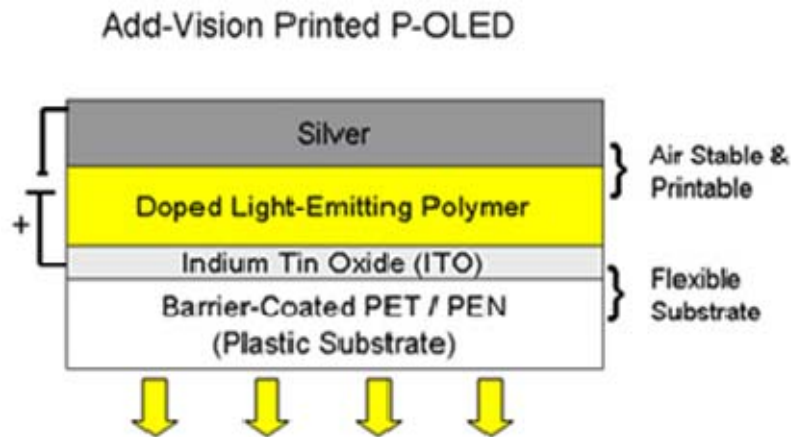 Add-Vision Printed P-OLED
Silver
Air Stable &
Printable
Doped Light-Emitting Polymer
+
Indium Tin Oxide (ITO)
Flexible
Substrate
Barrier-Coated PET / PEN
(Plastic Substrate)